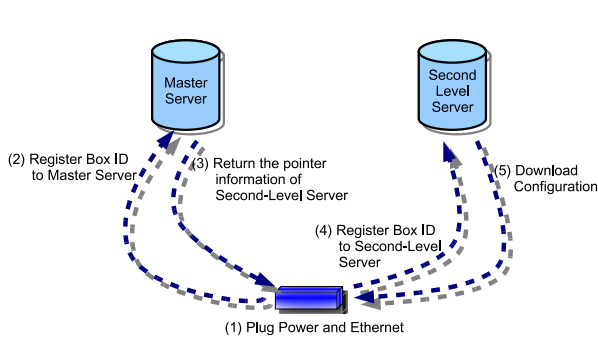 Master
Server
Second
Level
Server
(2) Register Box ID
to Master Server
(3) Return the pointer
information of
Second-Level Server
(5) Download
Configuration
(4) Register Box ID
to Second-Level
Server
(1) Plug Power and Ethernet